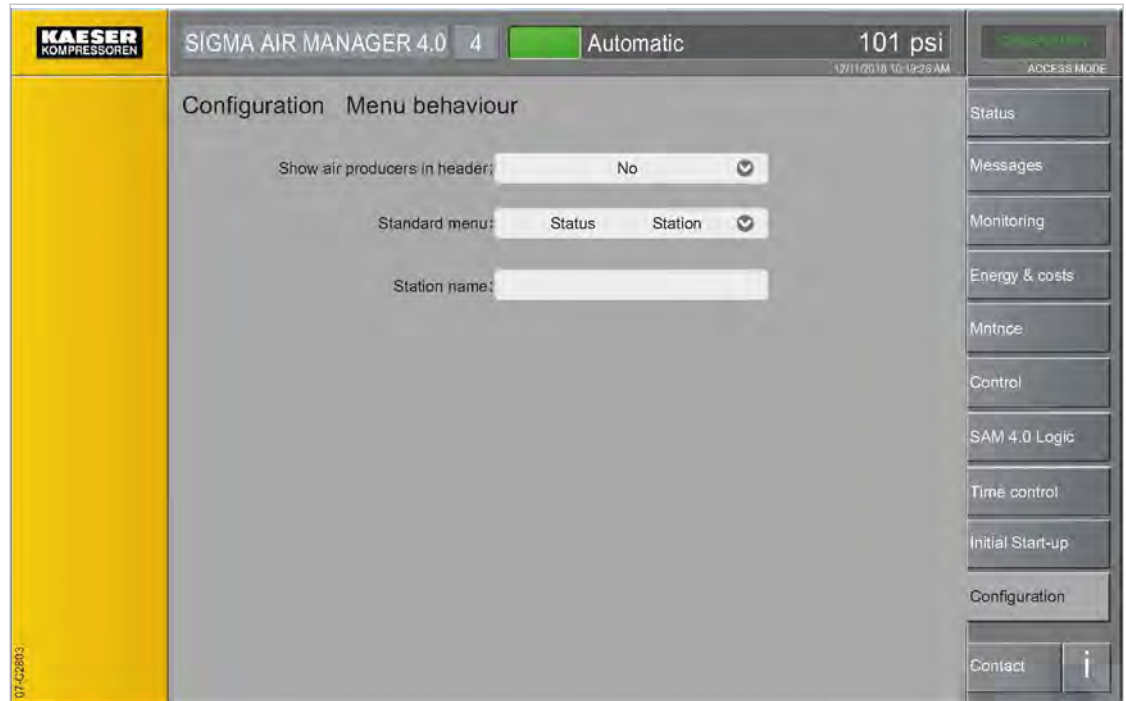 KAESER
KOMPRESSOREN
SIGMA AIR MANAGER 4.0 4 Automatic 101 psi
ACCESS MODE
Configuration Menu behaviour
Show air producers in header: No
Standard menu: Status Station
Station name:
Status
Messages
Monitoring
Energy & costs
Mntnce
Control
SAM 4.0 Logic
Time control
Initial Start-up
Configuration
Contact i
07-C2803